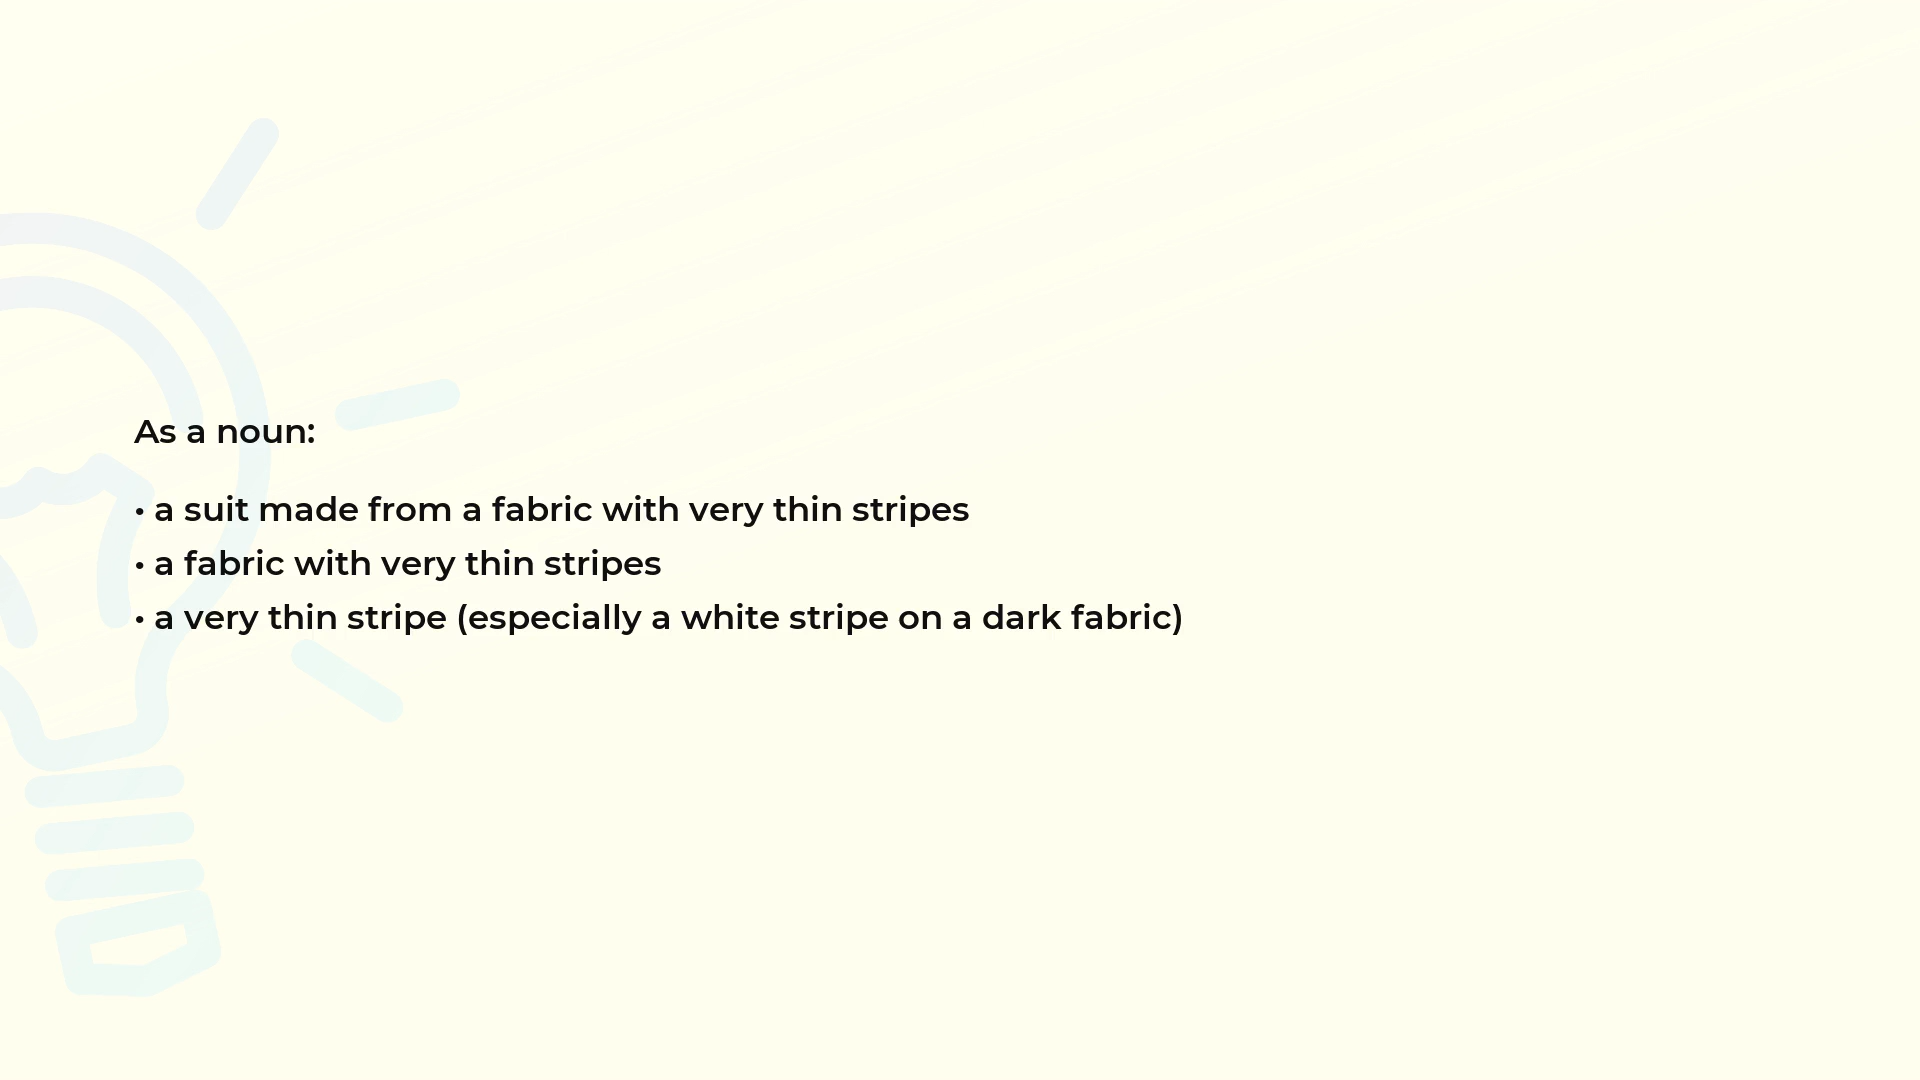 As a noun:
• a suit made from a fabric with very thin stripes
• a fabric with very thin stripes
• a very thin stripe (especially a white stripe on a dark fabric)